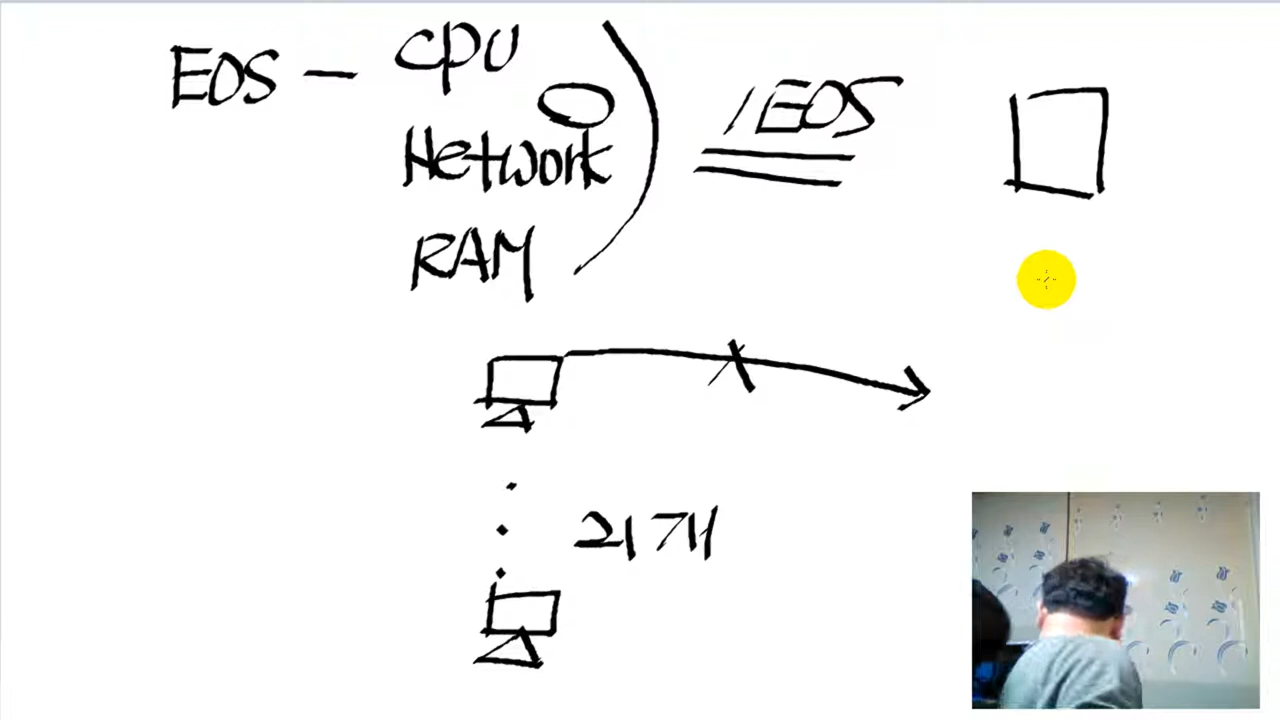 EOS - CPU
Network
RAM
1EOS
21개